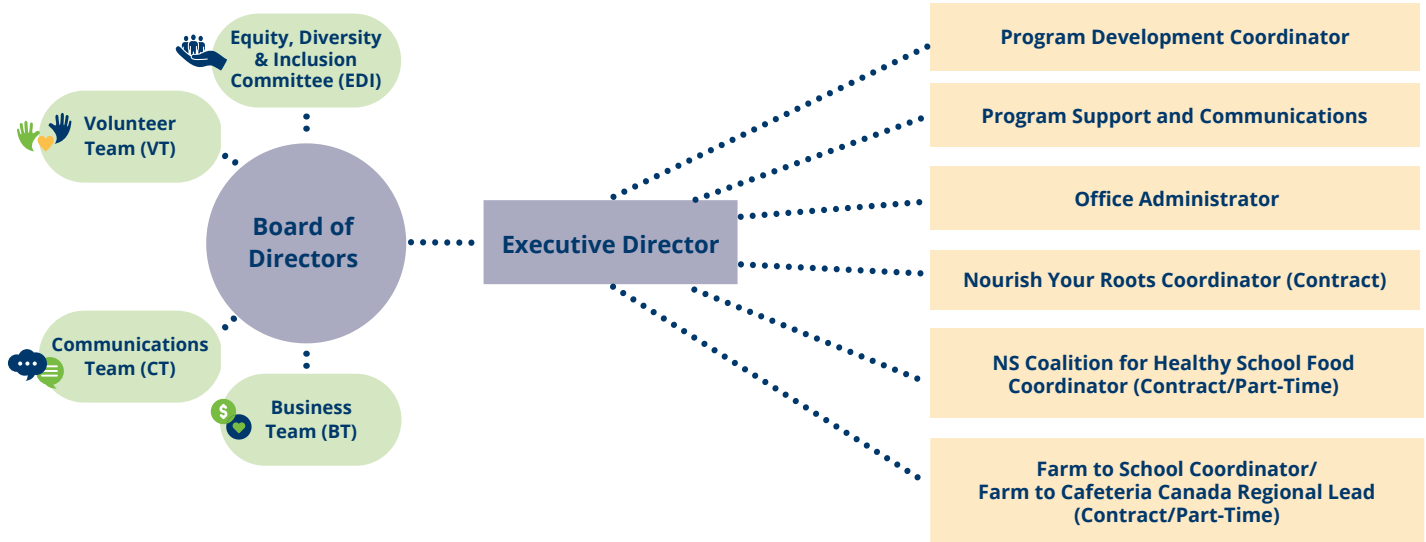 Equity, Diversity
& Inclusion
Committee (EDI)
Volunteer
Team (VT)
Board of
Directors
Communications
Team (CT)
$
Business
Team (BT)
Executive Director
Program Development Coordinator
Program Support and Communications
Office Administrator
Nourish Your Roots Coordinator (Contract)
NS Coalition for Healthy School Food
Coordinator (Contract/Part-Time)
Farm to School Coordinator/
Farm to Cafeteria Canada Regional Lead
(Contract/Part-Time)